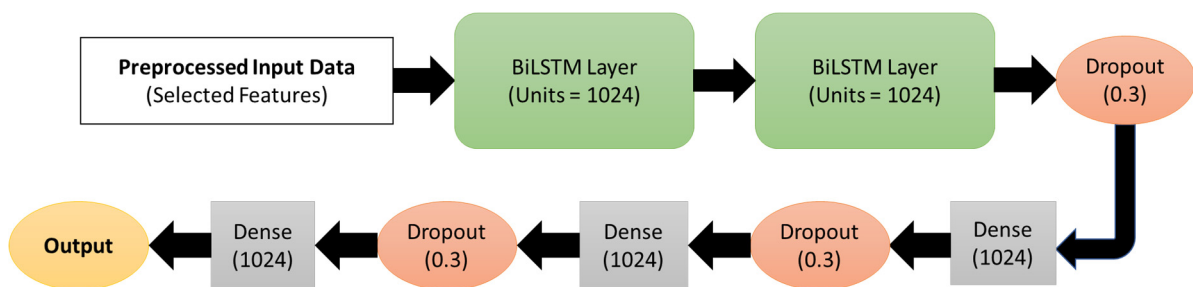 Preprocessed Input Data
(Selected Features)
BiLSTM Layer
(Units = 1024)
BiLSTM Layer
(Units = 1024)
Dropout
(0.3)
Dense
(1024)
Dropout
(0.3)
Dense
(1024)
Dropout
(0.3)
Dense
(1024)
Output